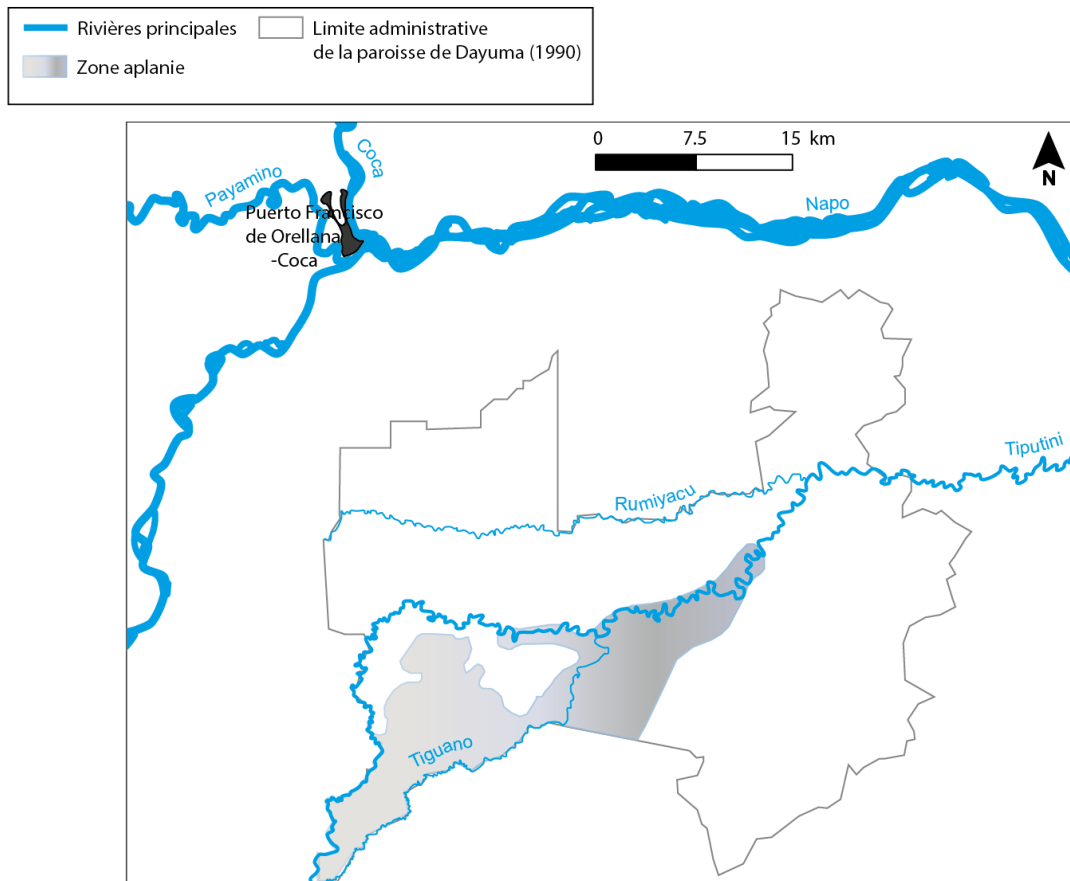 Rivières principales
Limite administrative
de la paroisse de Dayuma (1990)
Zone aplanie
0 7.5 15 km
N
Coca
Payamino
Puerto Francisco
de Orellana
-Coca
Napo
Tiputini
Rumiyacu
Tiguano